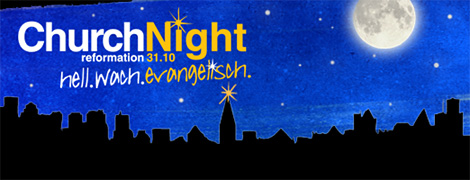 ChurchNight
reformation 31.10
hell.wach.evangelisch.